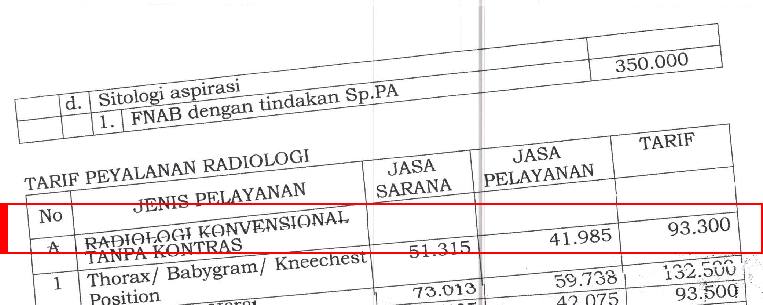 d. Sitologi aspirasi
1. FNAB dengan tindakan Sp.PA 350.000
TARIF PEYALANAN RADIOLOGI
No JENIS PELAYANAN JASA SARANA JASA PELAYANAN TARIF
A RADIOLOGI KONVENSIONAL TANPA KONTRAS
1 Thorax/ Babygram/ Kneechest Position 51.315 41.985 93.300
73.013 59.738 132.500
42.075 93.500